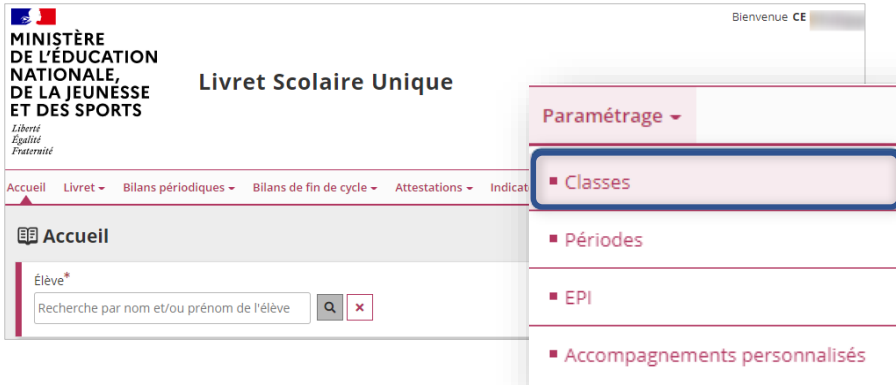 Bienvenue CE
MINISTÈRE
DE L'ÉDUCATION
NATIONALE,
DE LA JEUNESSE
ET DES SPORTS
Liberté
Égalité
Fraternité
Livret Scolaire Unique
Accueil Livret Bilans périodiques Bilans de fin de cycle Attestations Indicat
Accueil
Élève*
Recherche par nom et/ou prénom de l'élève
Paramétrage
Classes
Périodes
EPI
Accompagnements personnalisés